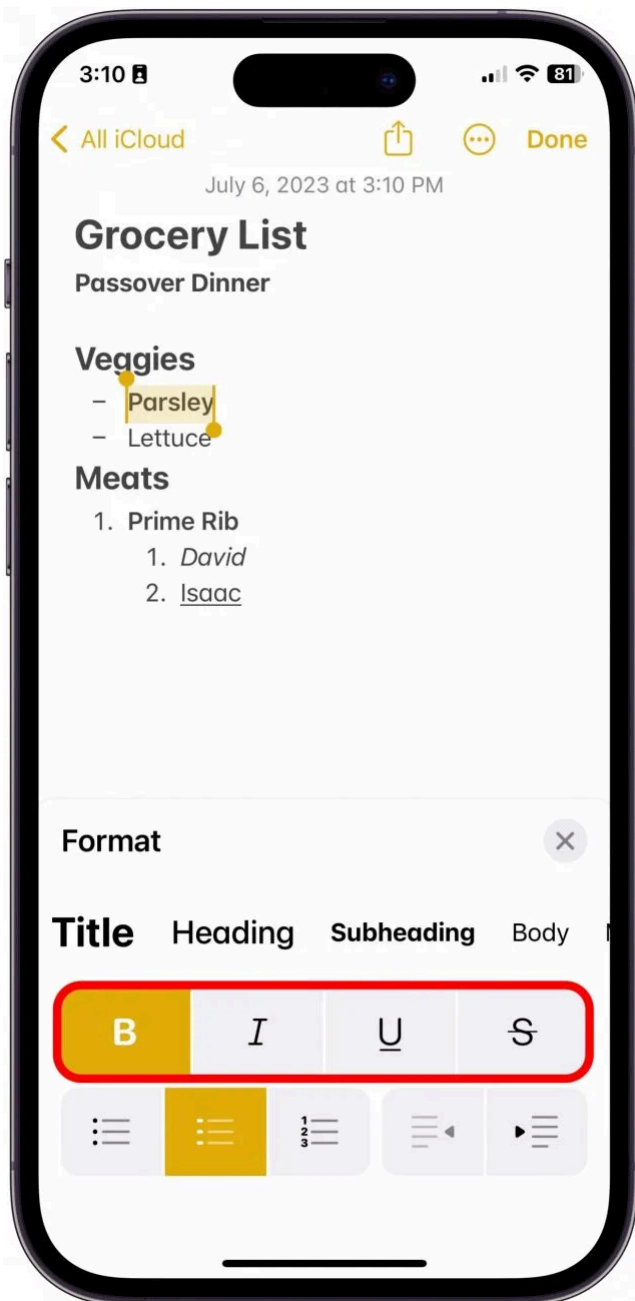 3:10 81
All iCloud Done
July 6, 2023 at 3:10 PM
Grocery List
Passover Dinner
Veggies
– Parsley
– Lettuce
Meats
1. Prime Rib
1. David
2. Isaac
Format
Title Heading Subheading Body
B I U S